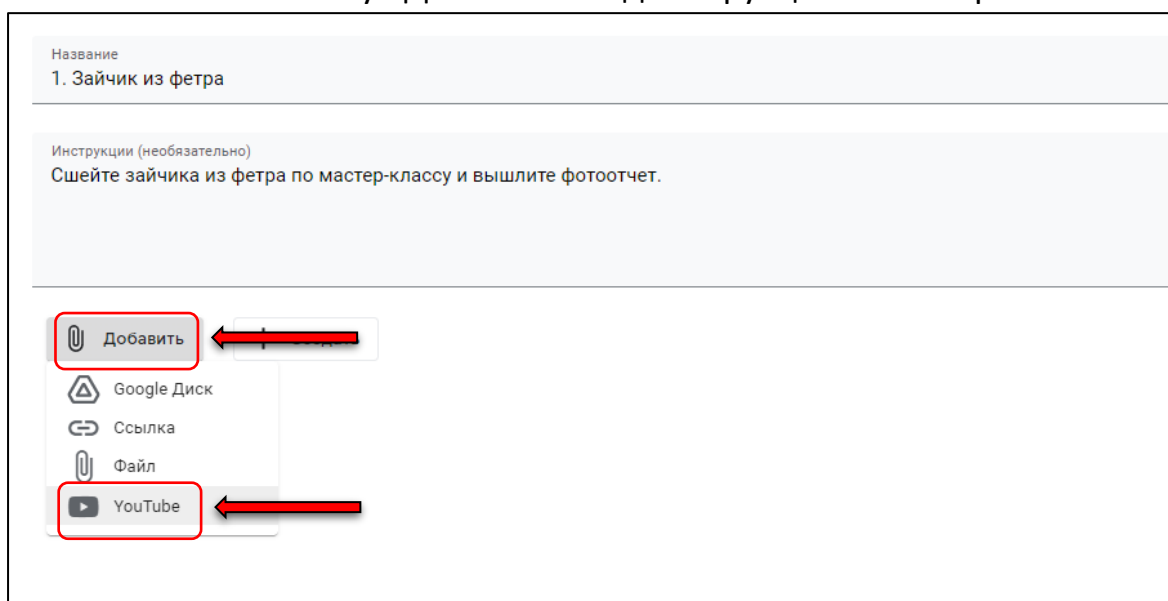 Название
1. Зайчик из фетра
Инструкции (необязательно)
Сшейте зайчика из фетра по мастер-классу и вышлите фотоотчет.
Добавить
Google Диск
Ссылка
Файл
YouTube